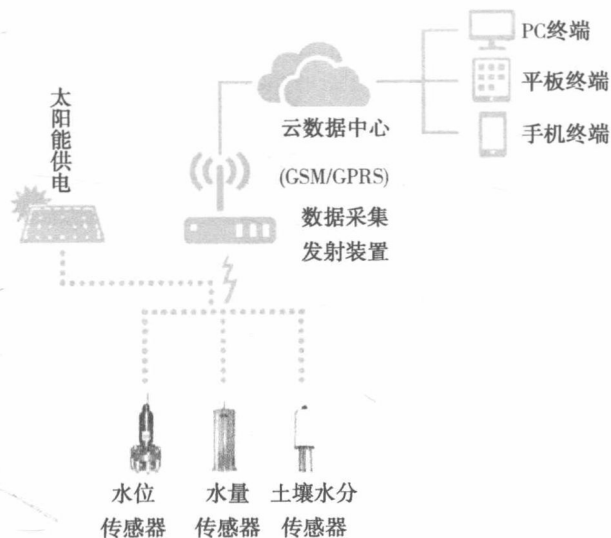 PC终端
平板终端
手机终端
云数据中心
太阳能供电
(GSM/GPRS)
数据采集
发射装置
水位
传感器
水量
传感器
土壤水分
传感器